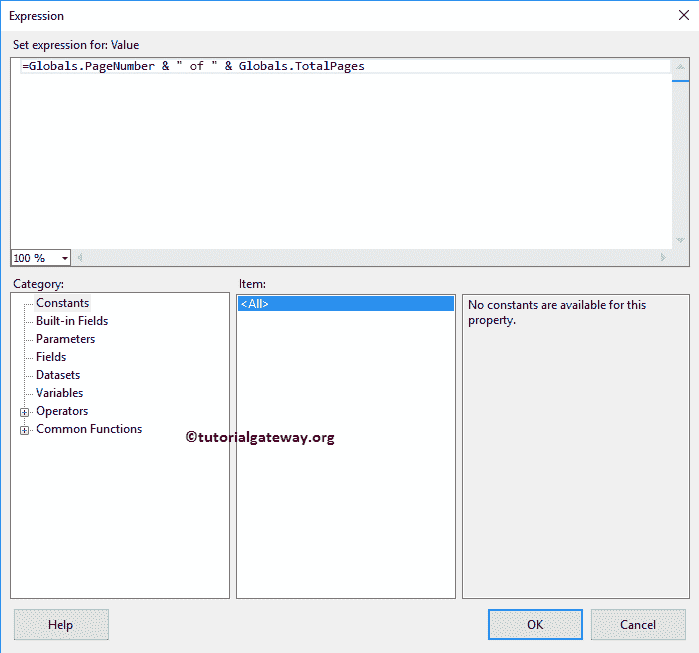 Expression
Set expression for: Value
=Globals.PageNumber & " of " & Globals.TotalPages
100 %
Category:
Item:
Constants
Built-in Fields
Parameters
Fields
Datasets
Variables
Operators
Common Functions
<All>
No constants are available for this
property.
©tutorialgateway.org
Help
OK
Cancel